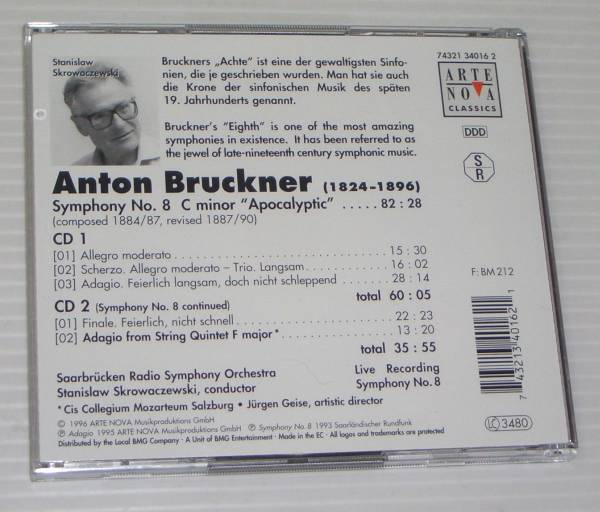 Stanislaw
Skrowaczewski
Bruckners „Achte" ist eine der gewaltigsten Sinfo-
nien, die je geschrieben wurden. Man hat sie auch
die Krone der sinfonischen Musik des späten
19. Jahrhunderts genannt.
Bruckner's "Eighth" is one of the most amazing
symphonies in existence. It has been referred to as
the jewel of late-nineteenth century symphonic music.
74321 34016 2
ARTE
NOVA
CLASSICS
DDD
S
R
Anton Bruckner (1824-1896)
Symphony No. 8 C minor "Apocalyptic" ..... 82 : 28
(composed 1884/87, revised 1887/90)
CD 1
[01] Allegro moderato 15 : 30
[02] Scherzo. Allegro moderato – Trio. Langsam 16 : 02
[03] Adagio. Feierlich langsam, doch nicht schleppend 28 : 14
total 60 : 05
CD 2 (Symphony No. 8 continued)
[01] Finale. Feierlich, nicht schnell 22 : 23
[02] Adagio from String Quintet F major* 13 : 20
total 35 : 55
F: BM 212
7 43213 40162 1
Saarbrücken Radio Symphony Orchestra
Stanislaw Skrowaczewski, conductor
Live Recording
Symphony No. 8
*Cis Collegium Mozarteum Salzburg • Jürgen Geise, artistic director
© 1996 ARTE NOVA Musikproduktions GmbH
℗ Adagio 1995 ARTE NOVA Musikproduktions GmbH ℗ Symphony No. 8 1993 Saarländischer Rundfunk
Distributed by the Local BMG Company · A Unit of BMG Entertainment · Made in the EC · All logos and trademarks are protected
LC 3480